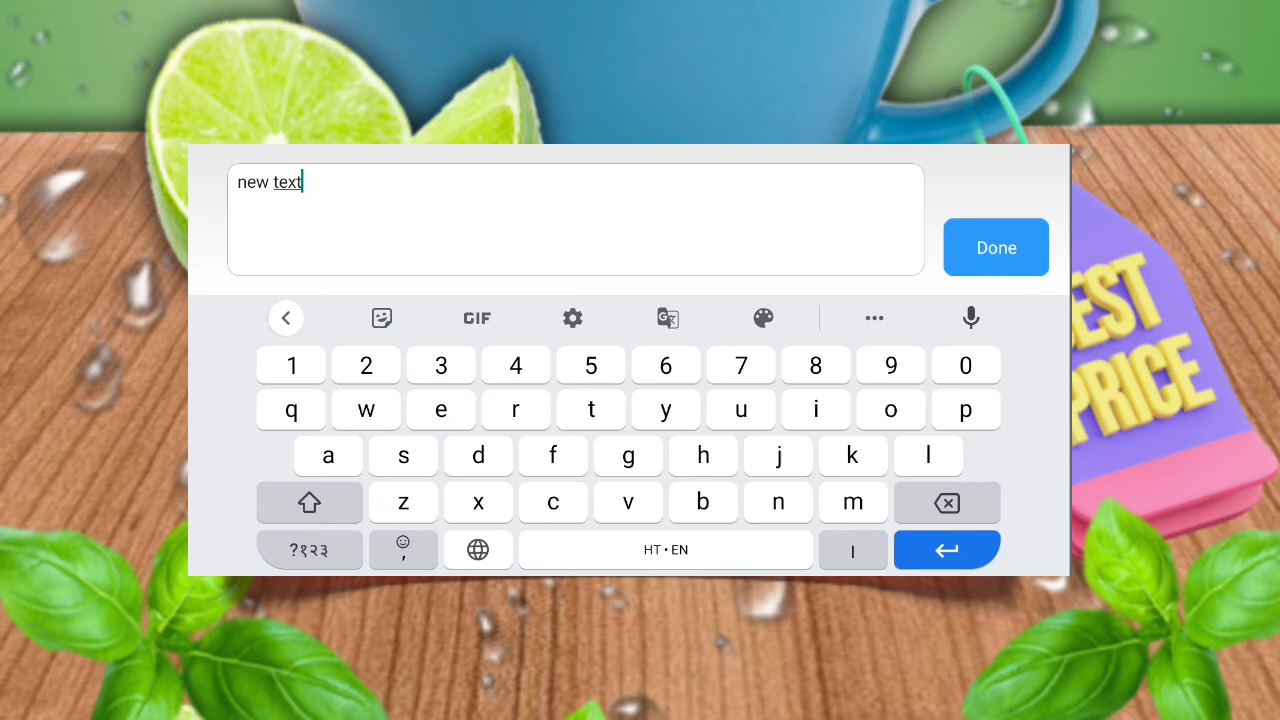 new text
Done
EST
PRICE
GIF
1 2 3 4 5 6 7 8 9 0
q w e r t y u i o p
a s d f g h j k l
z x c v b n m
?१२३ , HT • EN |